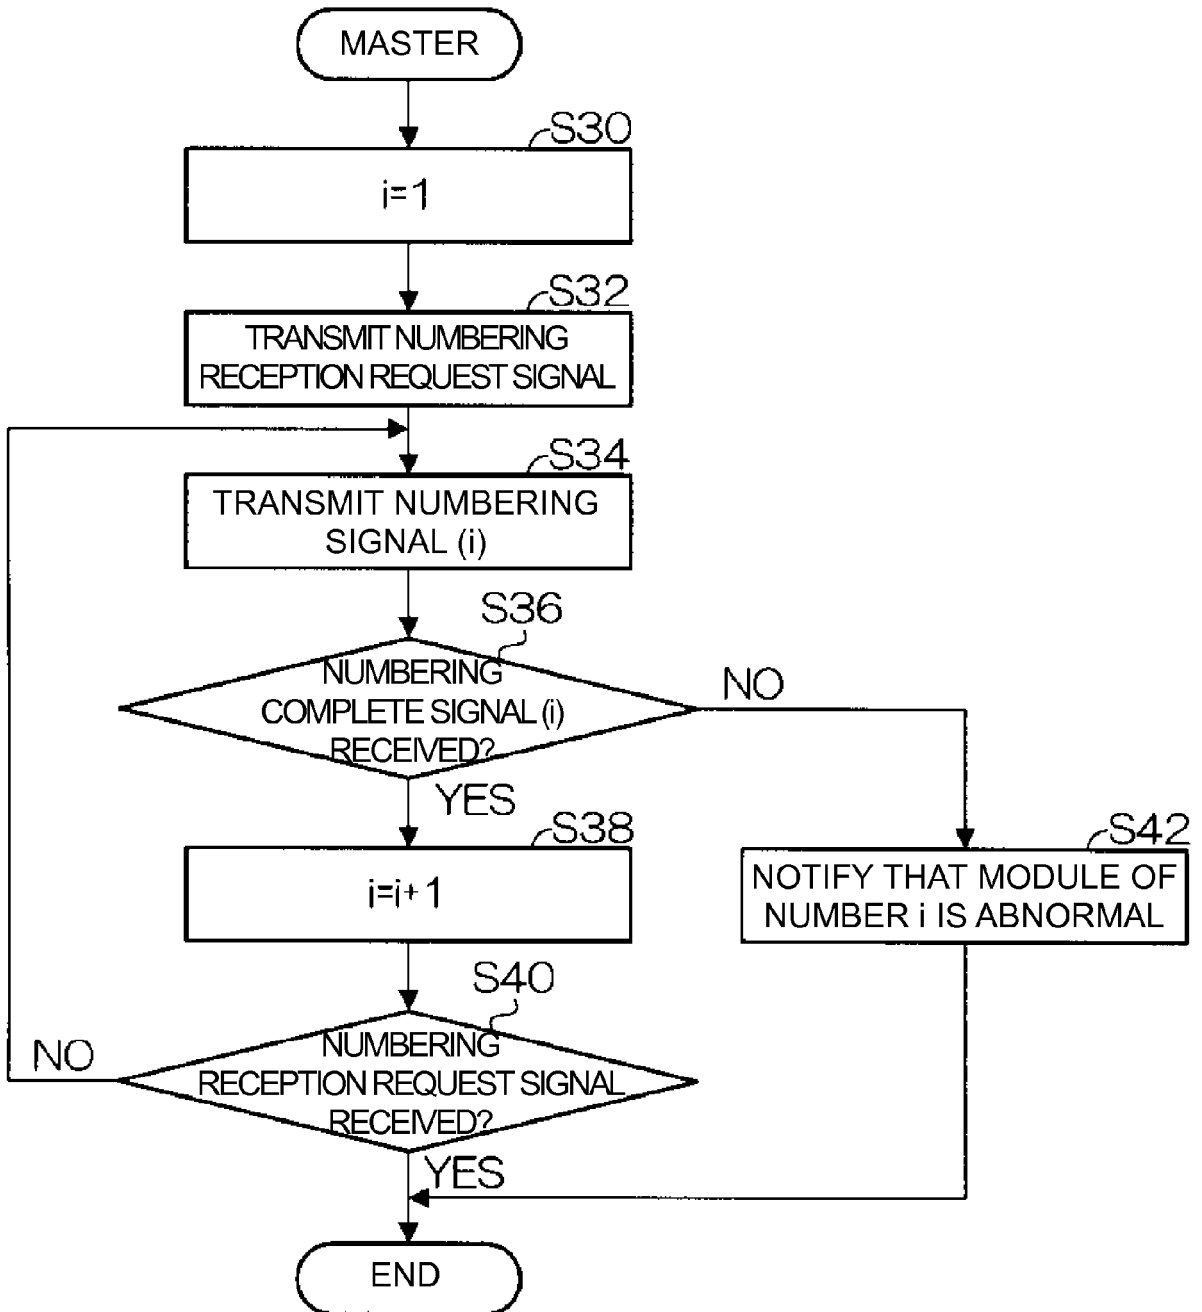 MASTER
S30
i=1
S32
TRANSMIT NUMBERING
RECEPTION REQUEST SIGNAL
S34
TRANSMIT NUMBERING
SIGNAL (i)
S36
NUMBERING
COMPLETE SIGNAL (i)
RECEIVED?
NO
YES
S38
i=i+1
S42
NOTIFY THAT MODULE OF
NUMBER i IS ABNORMAL
S40
NUMBERING
RECEPTION REQUEST SIGNAL
RECEIVED?
NO
YES
END